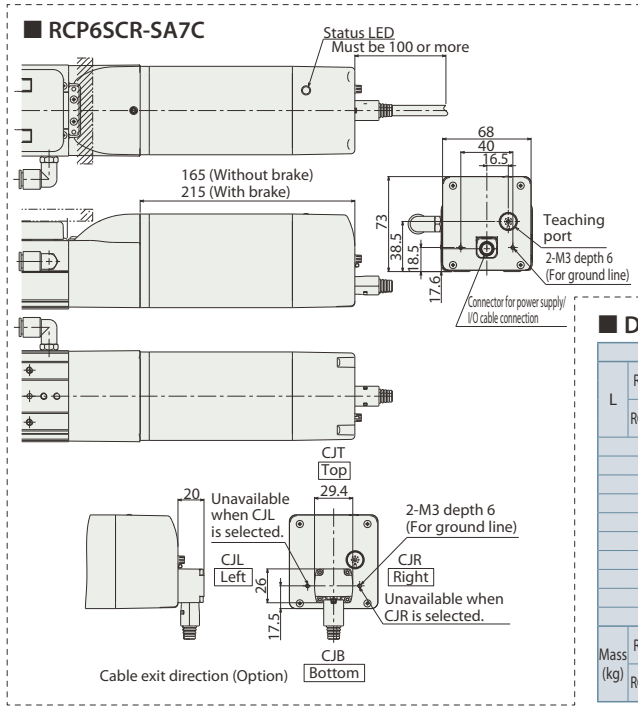 ■ RCP6SCR-SA7C
Status LED
Must be 100 or more
165 (Without brake)
215 (With brake)
68
40
16.5
73
38.5
18.5
17.6
Teaching
port
2-M3 depth 6
(For ground line)
Connector for power supply/
I/O cable connection
CJT
Top
29.4
20
Unavailable
when CJL
is selected.
2-M3 depth 6
(For ground line)
CJL
Left
26
17.5
CJR
Right
Unavailable when
CJR is selected.
CJB
Bottom
Cable exit direction (Option)
■ D
L
R
R
Mass
(kg)
R
R